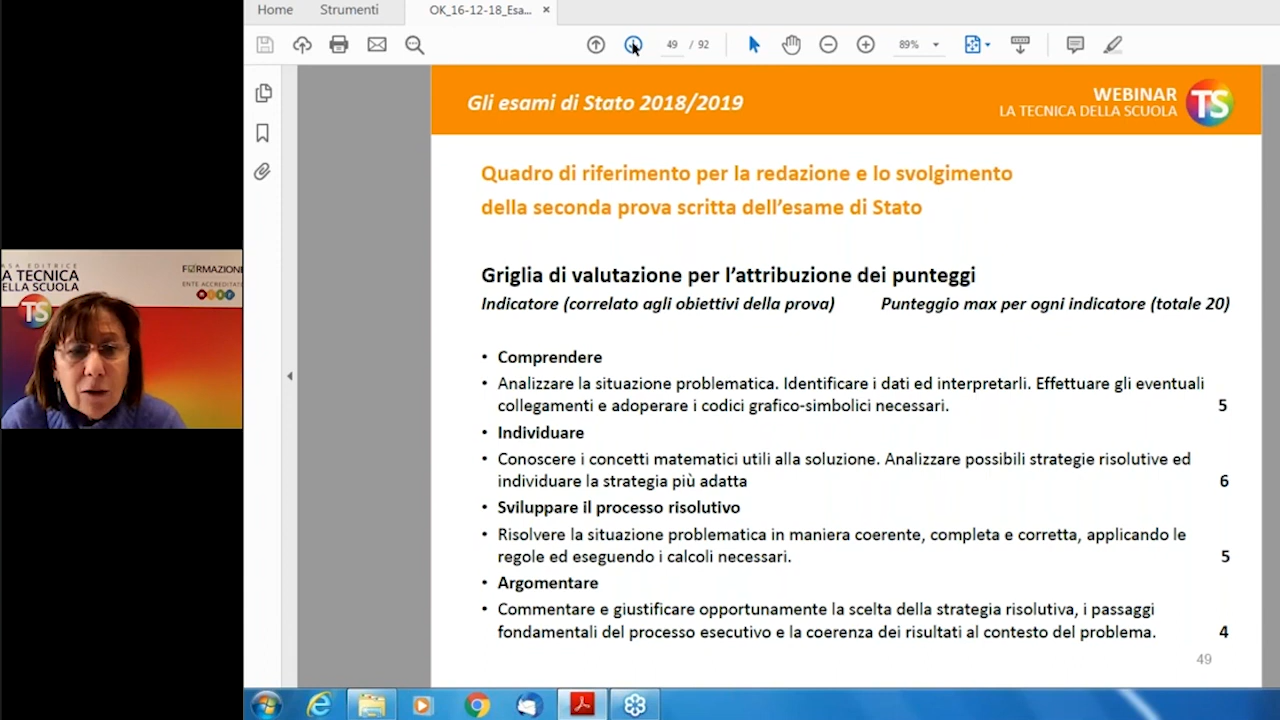 Home
Strumenti
OK_16-12-18_Esa...
×
49 / 92
89%
Gli esami di Stato 2018/2019
WEBINAR
LA TECNICA DELLA SCUOLA
TS
Quadro di riferimento per la redazione e lo svolgimento
della seconda prova scritta dell’esame di Stato
Griglia di valutazione per l’attribuzione dei punteggi
Indicatore (correlato agli obiettivi della prova) Punteggio max per ogni indicatore (totale 20)
• Comprendere
• Analizzare la situazione problematica. Identificare i dati ed interpretarli. Effettuare gli eventuali
collegamenti e adoperare i codici grafico-simbolici necessari. 5
• Individuare
• Conoscere i concetti matematici utili alla soluzione. Analizzare possibili strategie risolutive ed
individuare la strategia più adatta 6
• Sviluppare il processo risolutivo
• Risolvere la situazione problematica in maniera coerente, completa e corretta, applicando le
regole ed eseguendo i calcoli necessari. 5
• Argomentare
• Commentare e giustificare opportunamente la scelta della strategia risolutiva, i passaggi
fondamentali del processo esecutivo e la coerenza dei risultati al contesto del problema. 4
49
ASA EDITRICE
A TECNICA
ELLA SCUOLA
TS
FORMAZIONE
ENTE ACCREDITATO